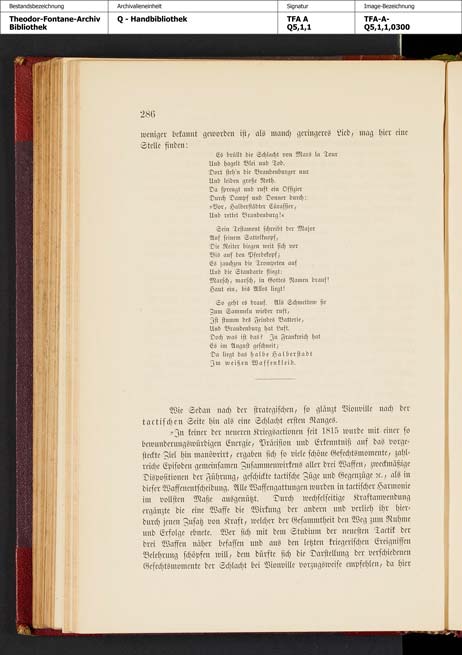 Bestandsbezeichnung
Archivalieneinheit
Signatur
Image-Bezeichnung
Theodor-Fontane-Archiv
Bibliothek
Q - Handbibliothek
TFA A
Q5,1,1
TFA-A-
Q5,1,1,0300
286
weniger bekannt geworden ist, als manch geringeres Lied, mag hier eine
Stelle finden:
Es brüllt die Schlacht von Mars la Tour
Und hagelt Blei und Tod.
Dort steh'n die Brandenburger nur
Und leiden große Noth.
Da sprengt und ruft ein Offizier
Durch Dampf und Donner durch:
»Vor, Halberstädter Cürassier,
Und rettet Brandenburg!«
Sein Testament schreibt der Major
Auf seinem Sattelknopf,
Die Reiter biegen weit sich vor
Bis auf den Pferdekopf;
Es jauchzen die Trompeten auf
Und die Standarte fliegt:
Marsch, marsch, in Gottes Namen drauf!
Haut ein, bis Alles liegt!
So geht es drauf. Als Schmettow sie
Zum Sammeln wieder ruft,
Ist stumm des Feindes Batterie,
Und Brandenburg hat Luft.
Doch was ist das? In Frankreich hat
Es im August geschneit;
Da liegt das halbe Halberstadt
Im weißen Waffenkleid.
Wie Sedan nach der strategischen, so glänzt Vionville nach der
tactischen Seite hin als eine Schlacht ersten Ranges.
»In keiner der neueren Kriegsactionen seit 1815 wurde mit einer so
bewunderungswürdigen Energie, Präcision und Erkenntniß auf das vorge-
steckte Ziel hin manövrirt, ergaben sich so viele schöne Gefechtsmomente, zahl-
reiche Episoden gemeinsamen Zusammenwirkens aller drei Waffen, zweckmäßige
Dispositionen der Führung, geschickte tactische Züge und Gegenzüge ꝛc., als in
dieser Waffenentscheidung. Alle Waffengattungen wurden in tactischer Harmonie
im vollsten Maße ausgenützt. Durch wechselseitige Kraftanwendung
ergänzte die eine Waffe die Wirkung der andern und verlieh ihr hier-
durch jenen Zusatz von Kraft, welcher der Gesammtheit den Weg zum Ruhme
und Erfolge ebnete. Wer sich mit dem Studium der neuesten Tactik der
drei Waffen näher befassen und aus den letzten kriegerischen Ereignissen
Belehrung schöpfen will, dem dürfte sich die Darstellung der verschiedenen
Gefechtsmomente der Schlacht bei Vionville vorzugsweise empfehlen, da hier